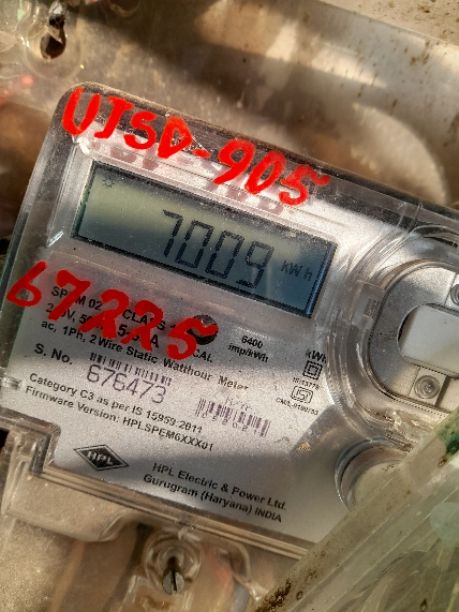 UJSD-905
7009 kWh
67225
6400
imp/kWh
kWh
ac, 1Ph, 2 Wire Static Watthour Meter
S. No. 676473
Category C3 as per IS 15959:2011
Firmware Version: HPLSPEM6XXX01
HPL
HPL Electric & Power Ltd.
Gurugram (Haryana) INDIA